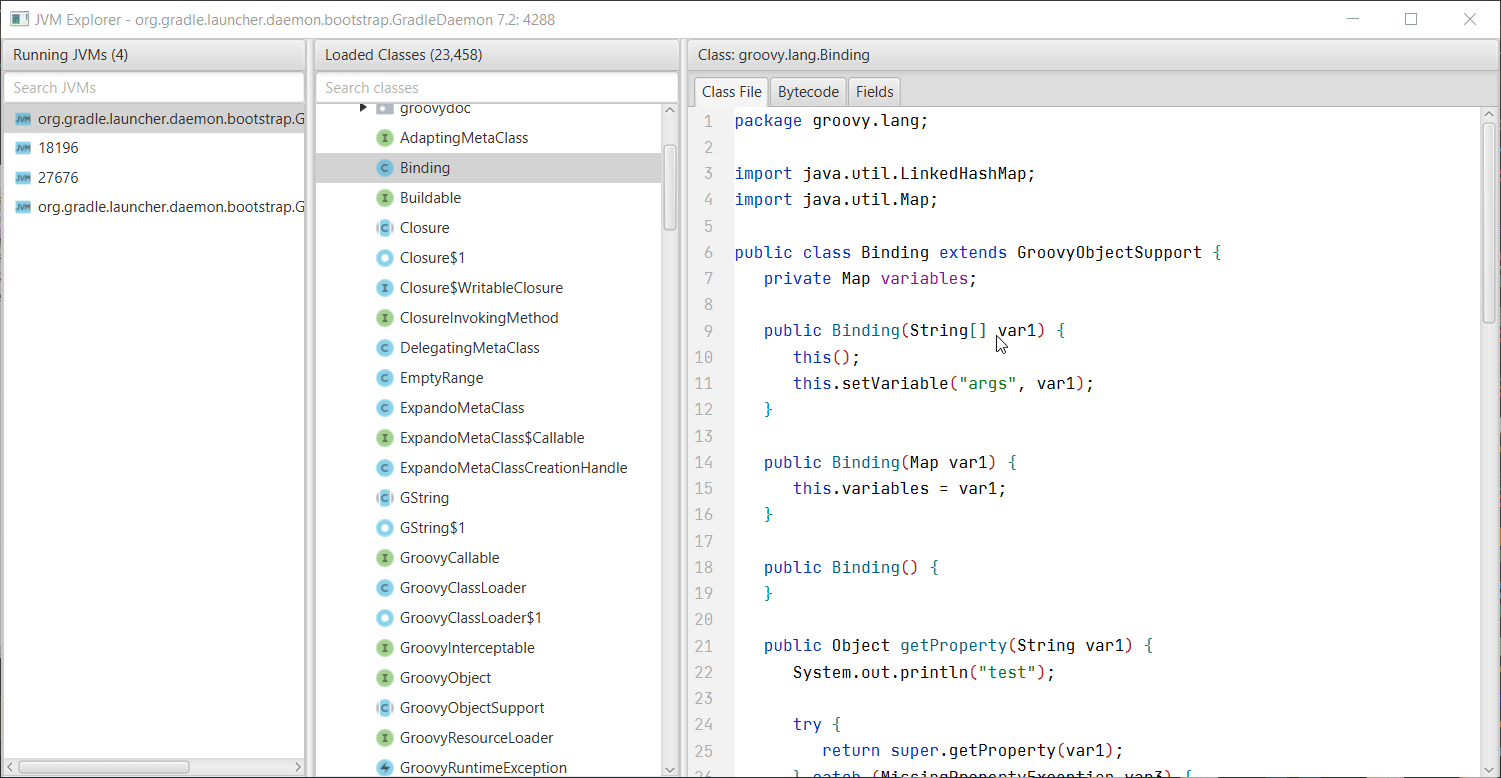 JVM Explorer - org.gradle.launcher.daemon.bootstrap.GradleDaemon 7.2: 4288
Running JVMs (4)
Search JVMs
JVM org.gradle.launcher.daemon.bootstrap.G
JVM 18196
JVM 27676
JVM org.gradle.launcher.daemon.bootstrap.G
Loaded Classes (23,458)
Search classes
groovydoc
I AdaptingMetaClass
C Binding
I Buildable
C Closure
Closure$1
I Closure$WritableClosure
I ClosureInvokingMethod
C DelegatingMetaClass
C EmptyRange
C ExpandoMetaClass
I ExpandoMetaClass$Callable
C ExpandoMetaClassCreationHandle
C GString
GString$1
I GroovyCallable
C GroovyClassLoader
GroovyClassLoader$1
I GroovyInterceptable
I GroovyObject
C GroovyObjectSupport
I GroovyResourceLoader
GroovyRuntimeException
Class: groovy.lang.Binding
Class File Bytecode Fields
1 package groovy.lang;
2
3 import java.util.LinkedHashMap;
4 import java.util.Map;
5
6 public class Binding extends GroovyObjectSupport {
7 private Map variables;
8
9 public Binding(String[] var1) {
10 this();
11 this.setVariable("args", var1);
12 }
13
14 public Binding(Map var1) {
15 this.variables = var1;
16 }
17
18 public Binding() {
19 }
20
21 public Object getProperty(String var1) {
22 System.out.println("test");
23
24 try {
25 return super.getProperty(var1);
26 } catch (MissingPropertyException var3) {